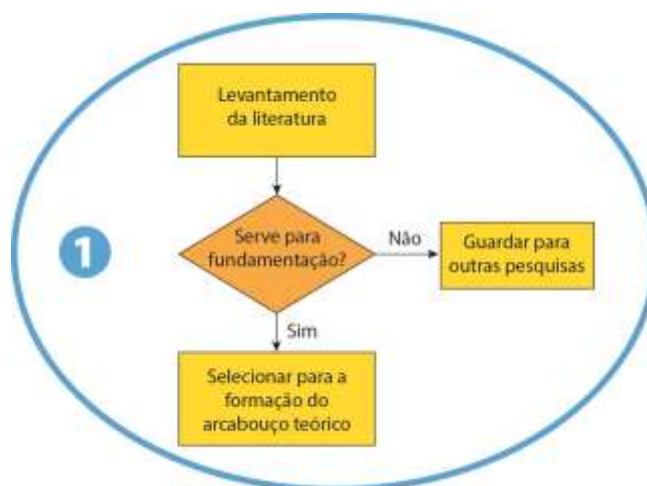 Levantamento
da literatura
1
Serve para
fundamentação?
Não
Guardar para
outras pesquisas
Sim
Selecionar para a
formação do
arcabouço teórico